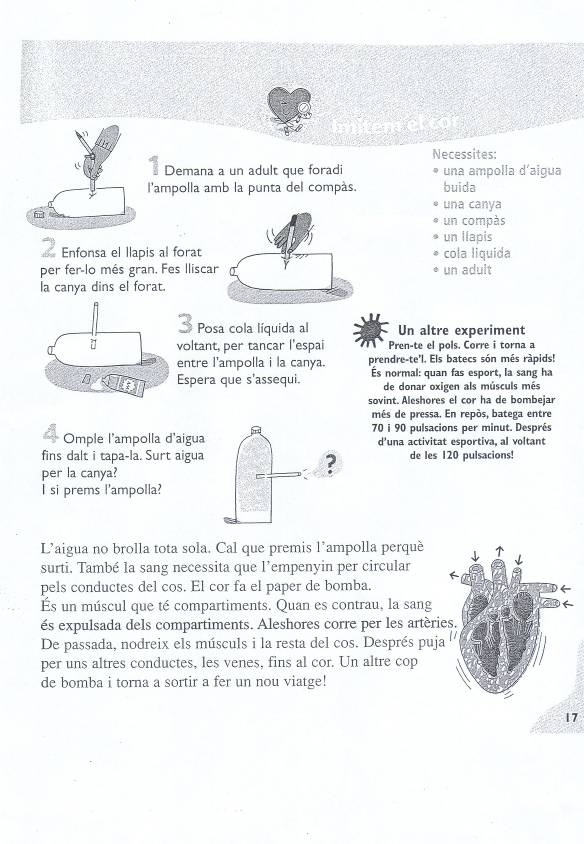 Imitem el cor
1 Demana a un adult que foradi
l'ampolla amb la punta del compàs.
Necessites:
• una ampolla d'aigua
buida
• una canya
• un compàs
• un llapis
• cola líquida
• un adult
2 Enfonsa el llapis al forat
per fer-lo més gran. Fes lliscar
la canya dins el forat.
3 Posa cola líquida al
voltant, per tancar l'espai
entre l'ampolla i la canya.
Espera que s'assequi.
Un altre experiment
Pren-te el pols. Corre i torna a
prendre-te'l. Els batecs són més ràpids!
És normal: quan fas esport, la sang ha
de donar oxigen als músculs més
sovint. Aleshores el cor ha de bombejar
més de pressa. En repòs, batega entre
70 i 90 pulsacions per minut. Després
d'una activitat esportiva, al voltant
de les 120 pulsacions!
4 Omple l'ampolla d'aigua
fins dalt i tapa-la. Surt aigua
per la canya?
I si prems l'ampolla?
?
L'aigua no brolla tota sola. Cal que premis l'ampolla perquè
surti. També la sang necessita que l'empenyin per circular
pels conductes del cos. El cor fa el paper de bomba.
És un múscul que té compartiments. Quan es contrau, la sang
és expulsada dels compartiments. Aleshores corre per les artèries.
De passada, nodreix els músculs i la resta del cos. Després puja
per uns altres conductes, les venes, fins al cor. Un altre cop
de bomba i torna a sortir a fer un nou viatge!
17